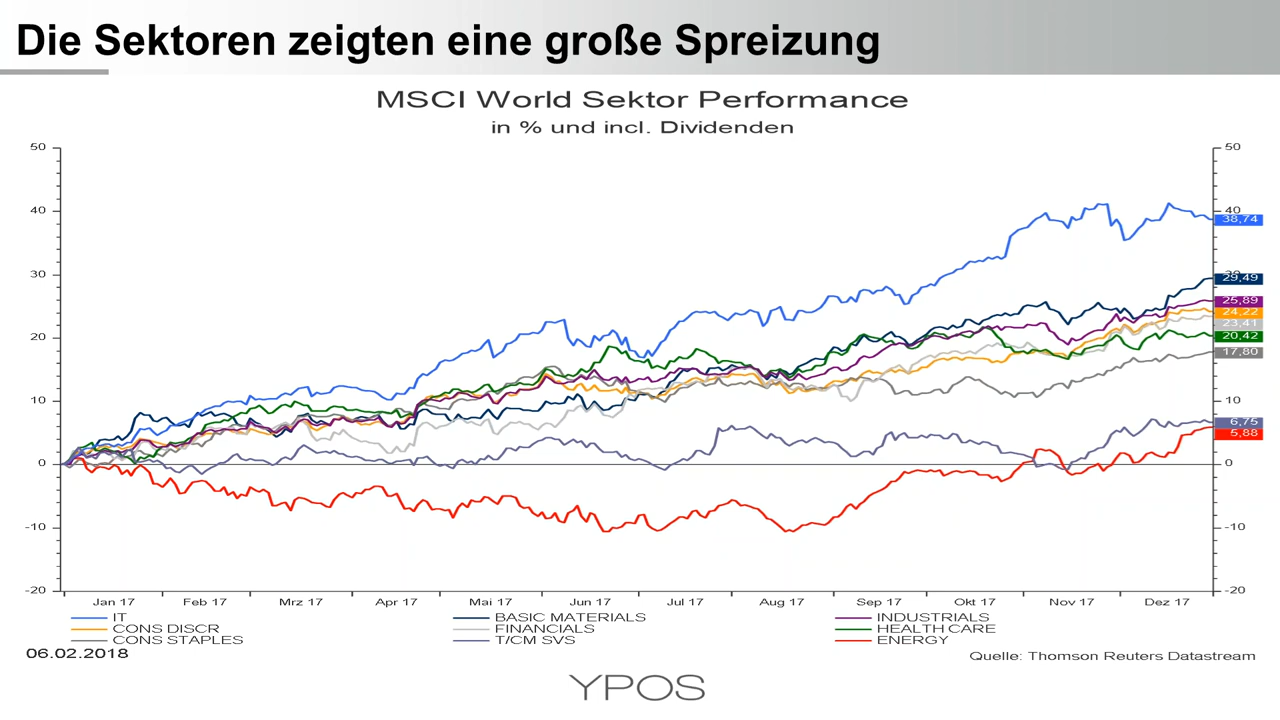 Die Sektoren zeigten eine große Spreizung
MSCI World Sektor Performance
in % und incl. Dividenden
50 50
40 40
38,74
30 30
29,49
25,89
24,22
23,41
20 20,42
17,80
10 10
6,75
5,88
0 0
-10 -10
-20 -20
Jan 17 Feb 17 Mrz 17 Apr 17 Mai 17 Jun 17 Jul 17 Aug 17 Sep 17 Okt 17 Nov 17 Dez 17
IT BASIC MATERIALS INDUSTRIALS
CONS DISCR FINANCIALS HEALTH CARE
CONS STAPLES T/CM SVS ENERGY
06.02.2018 Quelle: Thomson Reuters Datastream
YPOS